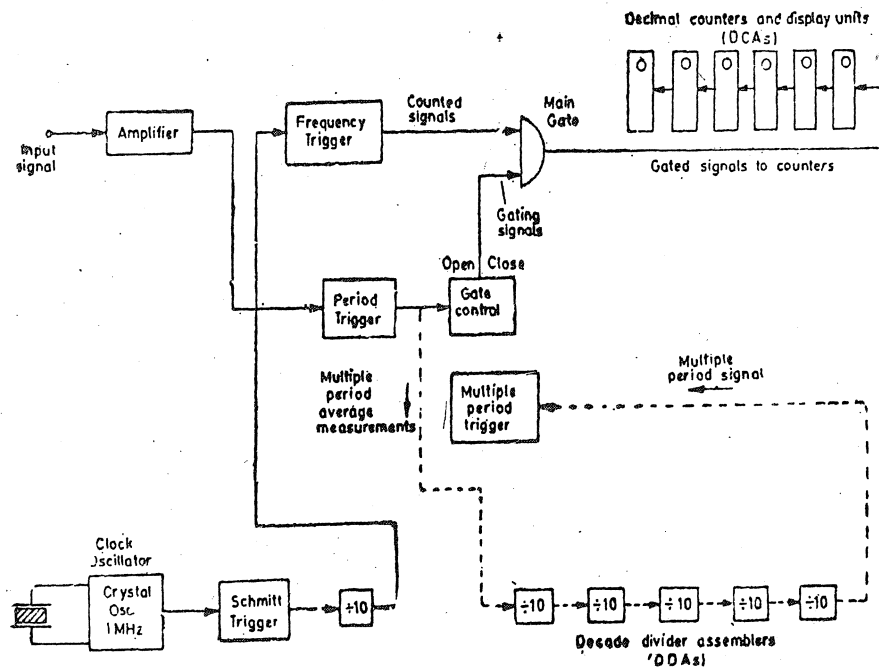 Decimal counters and display units
(DCAs)
Input
signal
Amplifier
Frequency
Trigger
Counted
signals
Main
Gate
Gated signals to counters
Gating
signals
Open Close
Period
Trigger
Gate
control
Multiple
period
average
measurements
Multiple
period
trigger
Multiple
period signal
Clock
Oscillator
Crystal
Osc
1MHz
Schmitt
Trigger
÷10
÷10
÷10
÷10
÷10
÷10
Decade divider assemblers
(DDAs)